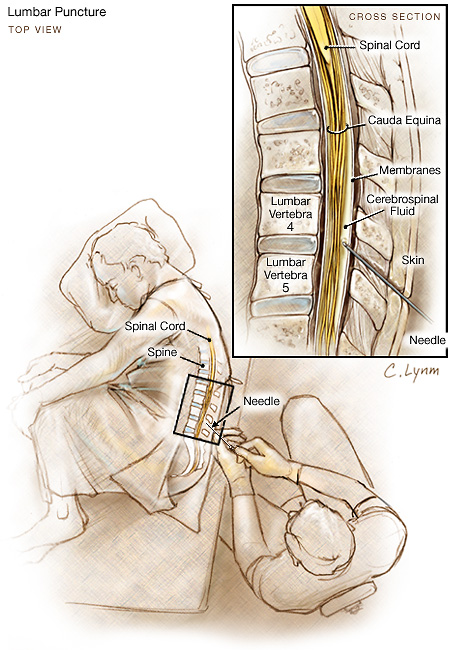 Lumbar Puncture
TOP VIEW
CROSS SECTION
Spinal Cord
Cauda Equina
Membranes
Cerebrospinal
Fluid
Lumbar
Vertebra
4
Lumbar
Vertebra
5
Skin
Needle
C. Lynm
Spinal Cord
Spine
Needle